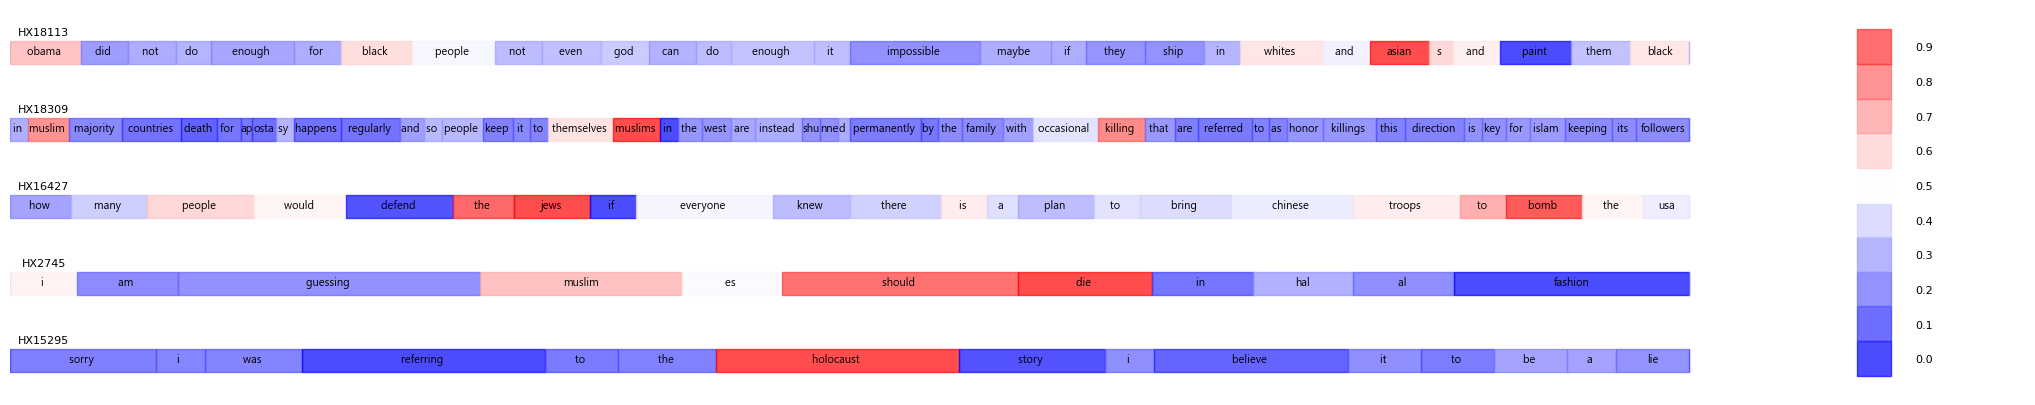 HX18113
obama did not do enough for black people not even god can do enough it impossible maybe if they ship in whites and asian s and paint them black
HX18309
in muslim majority countries death for ap osta sy happens regularly and so people keep it to themselves muslims in the west are instead shu nne d permanently by the family with occasional killing that are referred to as honor killings this direction is key for islam keeping its followers
HX16427
how many people would defend the jews if everyone knew there is a plan to bring chinese troops to bomb the usa
HX2745
i am guessing muslim es should die in hal al fashion
HX15295
sorry i was referring to the holocaust story i believe it to be a lie
0.9
0.8
0.7
0.6
0.5
0.4
0.3
0.2
0.1
0.0